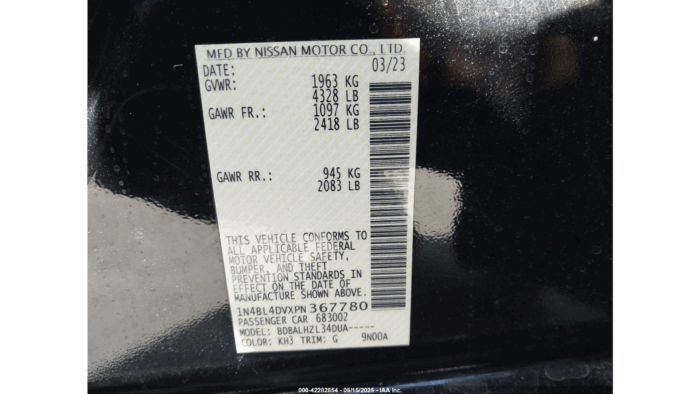 MFD BY NISSAN MOTOR CO., LTD.
DATE: 03/23
GVWR: 1963 KG
4328 LB
GAWR FR.: 1097 KG
2418 LB
GAWR RR.: 945 KG
2083 LB
THIS VEHICLE CONFORMS TO
ALL APPLICABLE FEDERAL
MOTOR VEHICLE SAFETY,
BUMPER, AND THEFT
PREVENTION STANDARDS IN
EFFECT ON THE DATE OF
MANUFACTURE SHOWN ABOVE.
1N4BL4DVXPN367780
PASSENGER CAR 683002
MODEL: BDBALHZL34DUA-----
COLOR: KH3 TRIM: G 9N00A
000-42282854 - 05/15/2025 - IAA Inc.